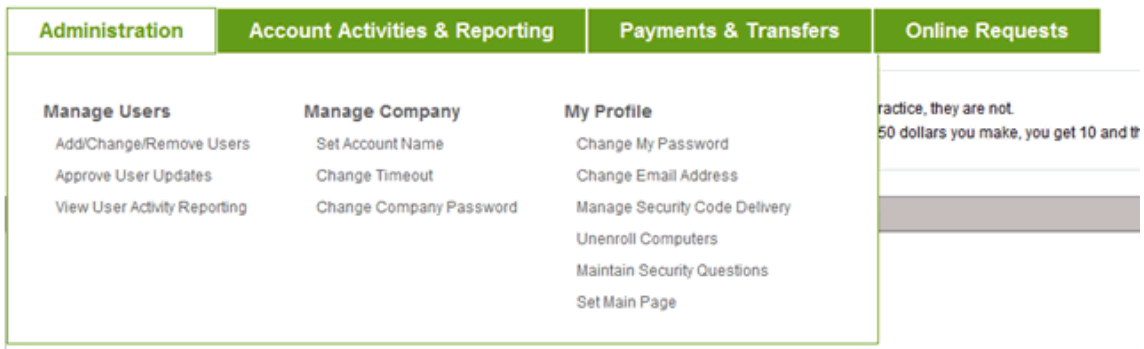 Administration
Account Activities & Reporting
Payments & Transfers
Online Requests
Manage Users
Add/Change/Remove Users
Approve User Updates
View User Activity Reporting
Manage Company
Set Account Name
Change Timeout
Change Company Password
My Profile
Change My Password
Change Email Address
Manage Security Code Delivery
Unenroll Computers
Maintain Security Questions
Set Main Page
ractice, they are not.
50 dollars you make, you get 10 and th